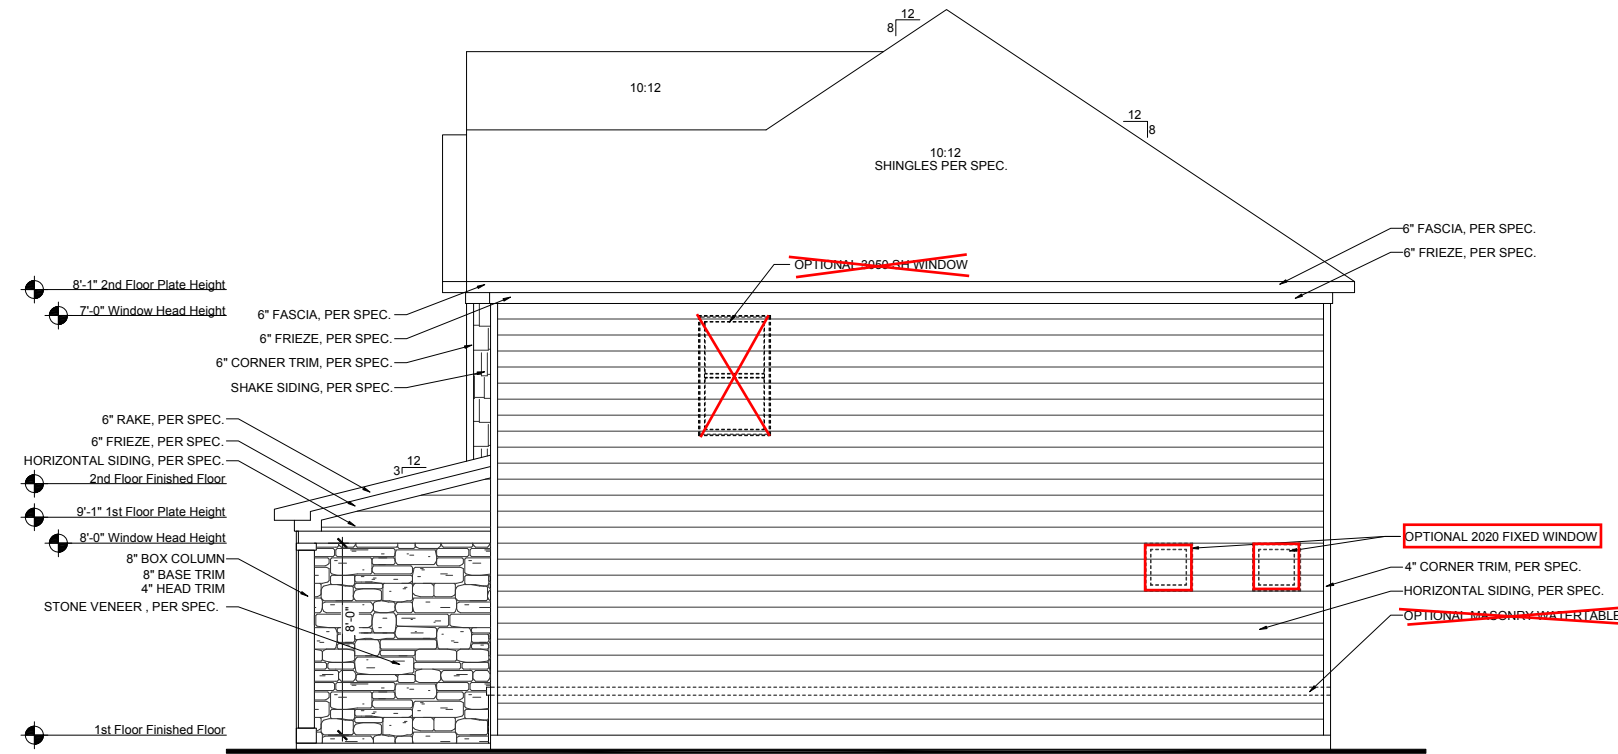 12
8
10:12
12
8
10:12
SHINGLES PER SPEC.
6" FASCIA, PER SPEC.
6" FRIEZE, PER SPEC.
OPTIONAL 3050 SH WINDOW
8'-1" 2nd Floor Plate Height
7'-0" Window Head Height
6" FASCIA, PER SPEC.
6" FRIEZE, PER SPEC.
6" CORNER TRIM, PER SPEC.
SHAKE SIDING, PER SPEC.
6" RAKE, PER SPEC.
6" FRIEZE, PER SPEC.
HORIZONTAL SIDING, PER SPEC.
12
3
2nd Floor Finished Floor
9'-1" 1st Floor Plate Height
8'-0" Window Head Height
8" BOX COLUMN
8" BASE TRIM
4" HEAD TRIM
STONE VENEER , PER SPEC.
8'-0"
OPTIONAL 2020 FIXED WINDOW
4" CORNER TRIM, PER SPEC.
HORIZONTAL SIDING, PER SPEC.
OPTIONAL MASONRY WATERTABLE
1st Floor Finished Floor